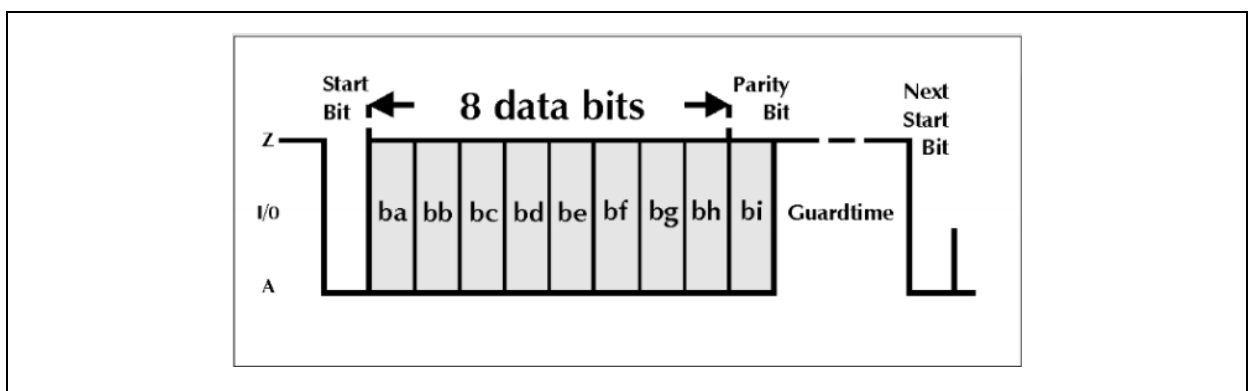 Start
Bit
8 data bits
Parity
Bit
Next
Start
Bit
Z
I/0
A
ba bb bc bd be bf bg bh bi
Guardtime